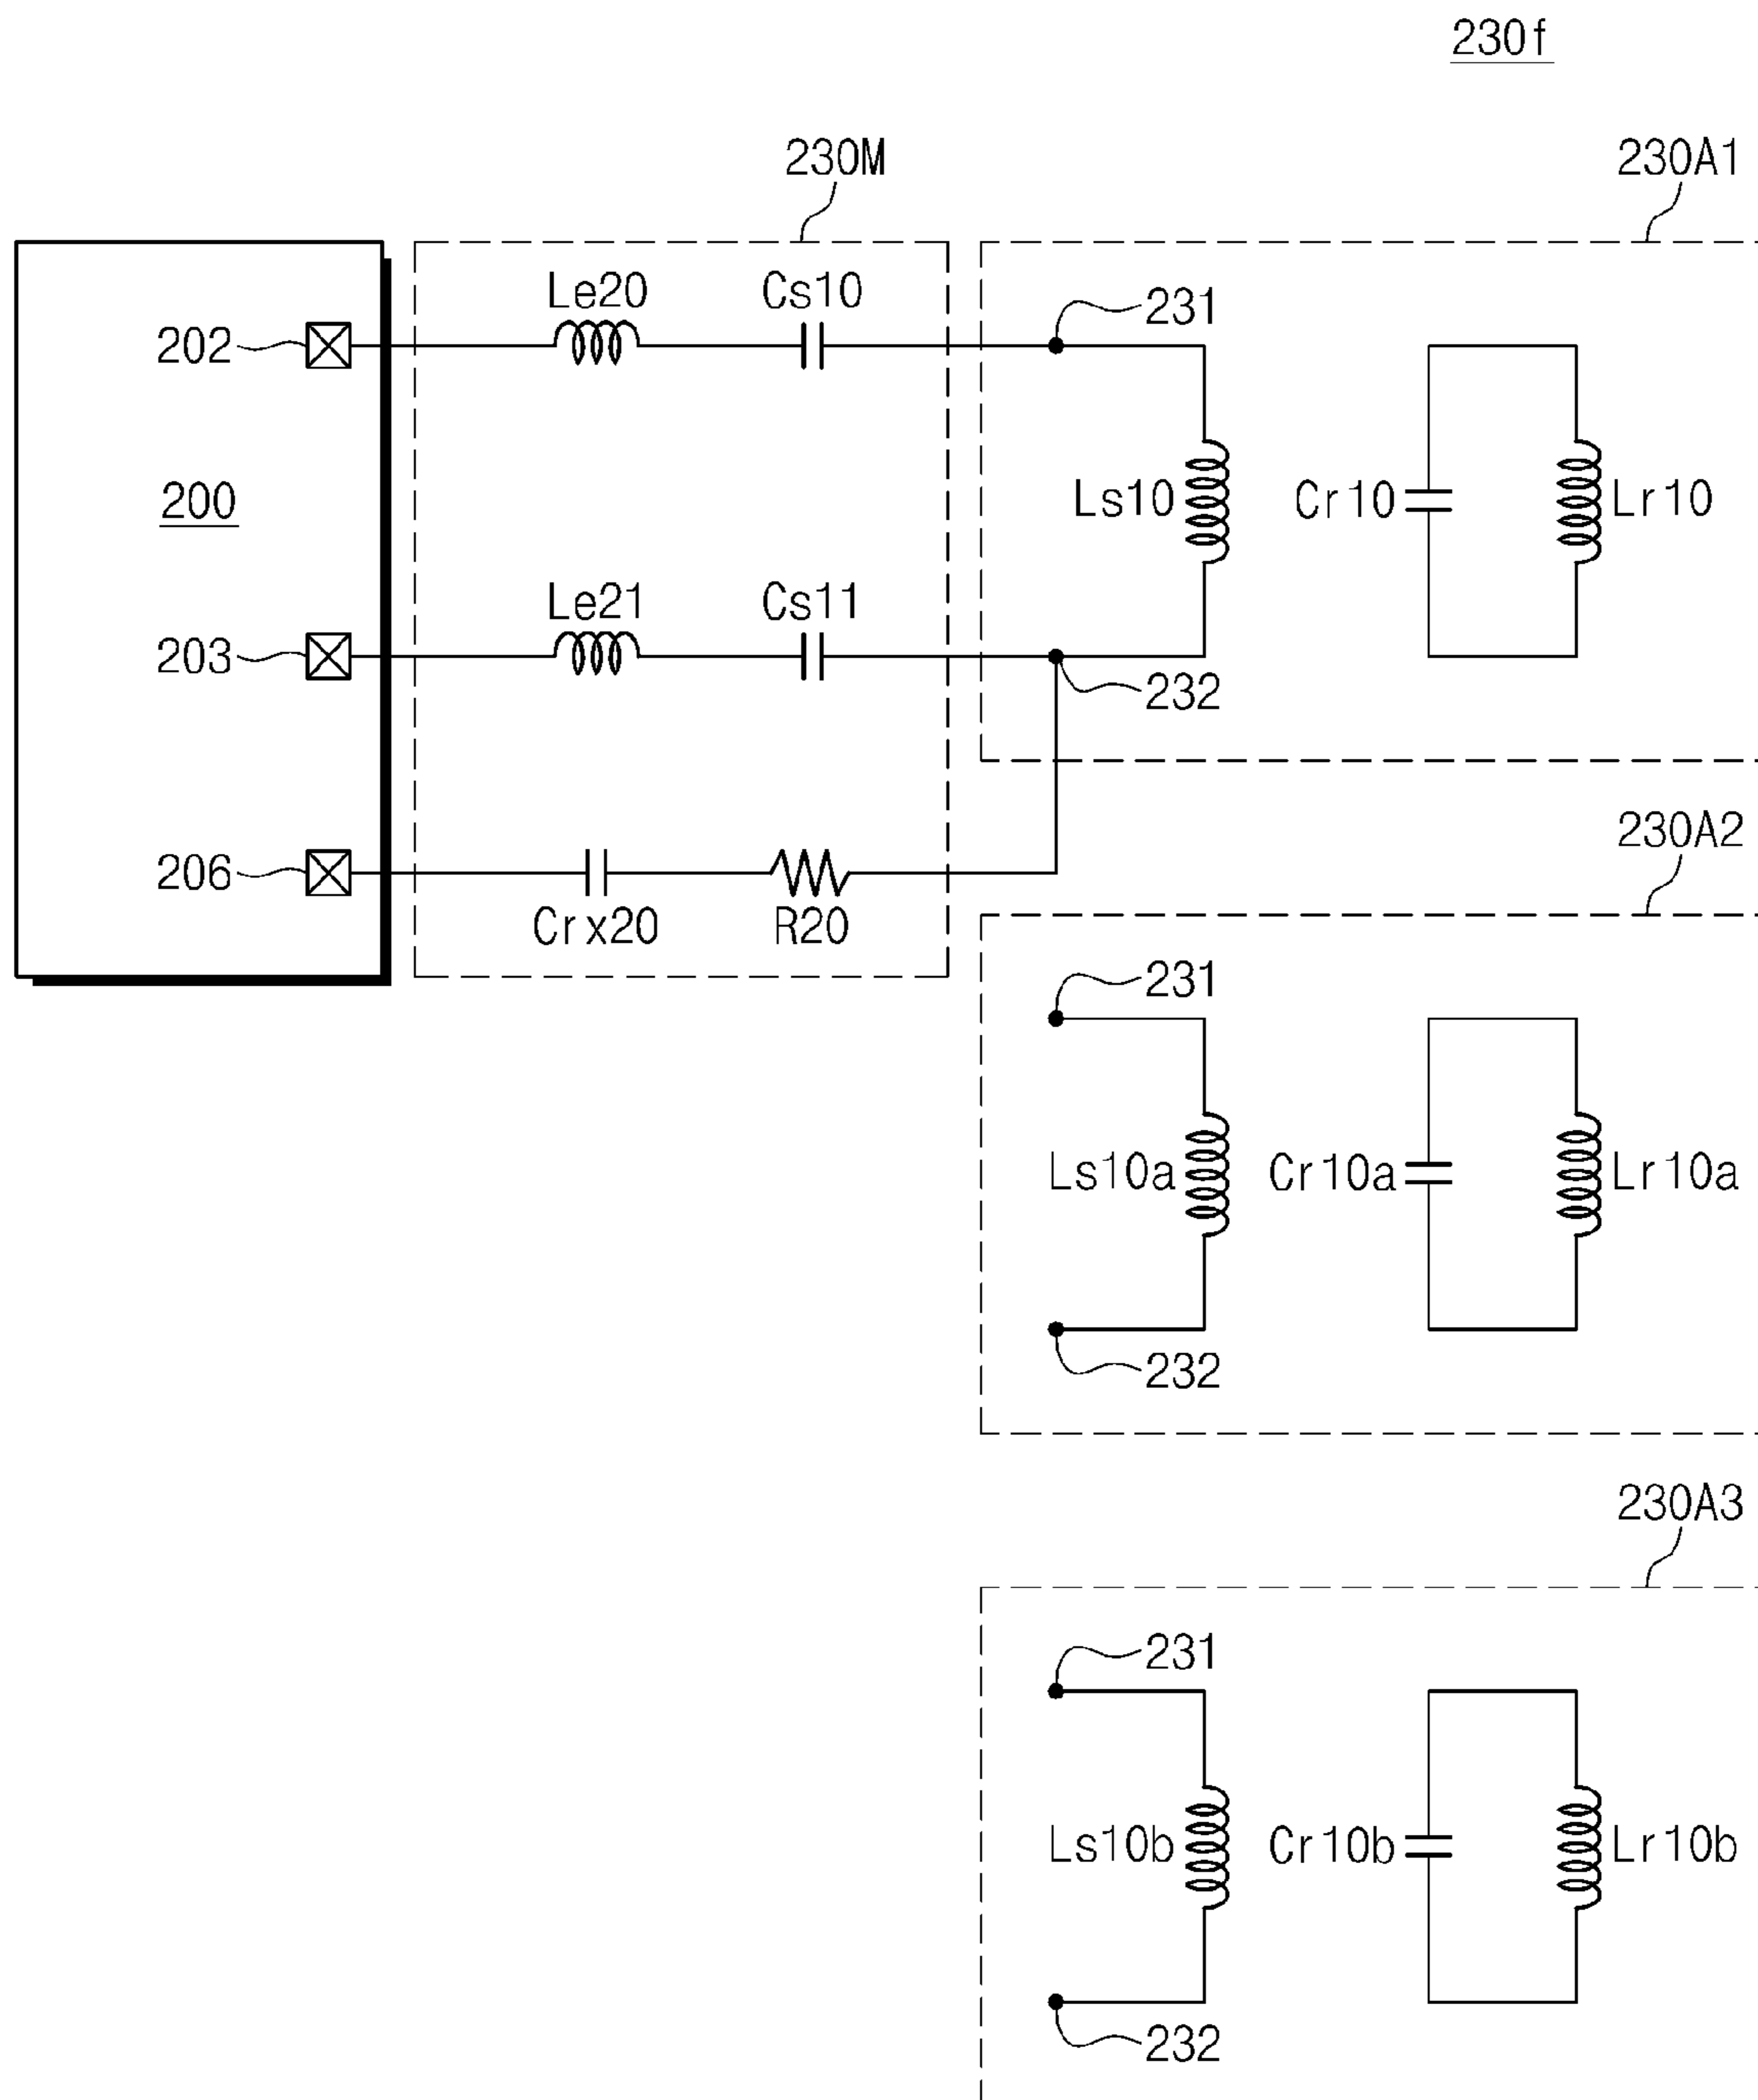 230f
230M
230A1
Le20
Cs10
231
202
200
Ls10
Cr10
Lr10
Le21
Cs11
203
232
230A2
206
Crx20
R20
231
Ls10a
Cr10a
Lr10a
232
230A3
231
Ls10b
Cr10b
Lr10b
232